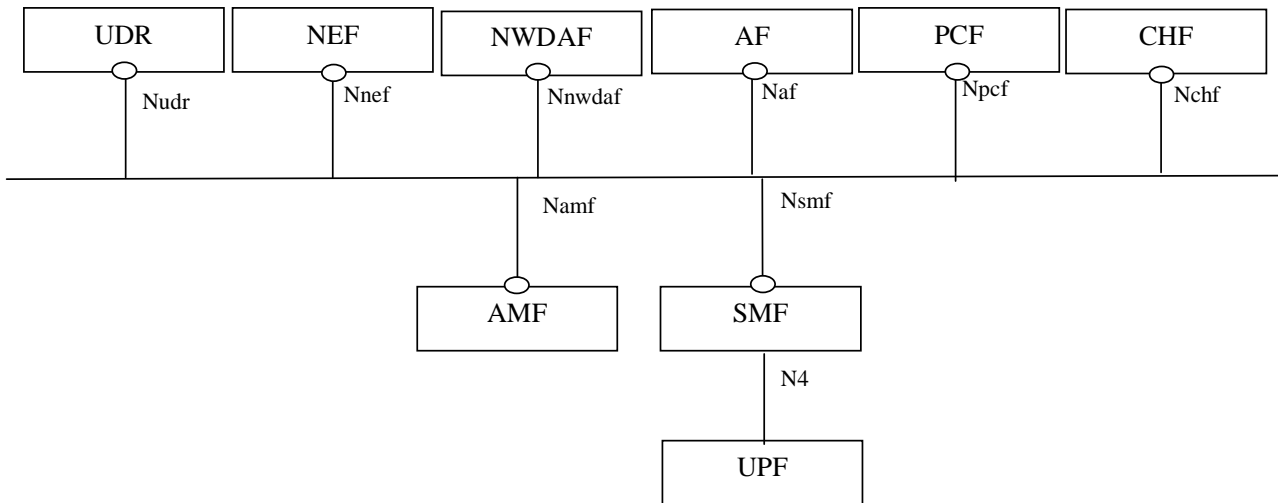 UDR NEF NWDAF AF PCF CHF
Nudr Nnef Nnwdaf Naf Npcf Nchf
Namf Nsmf
AMF SMF
N4
UPF